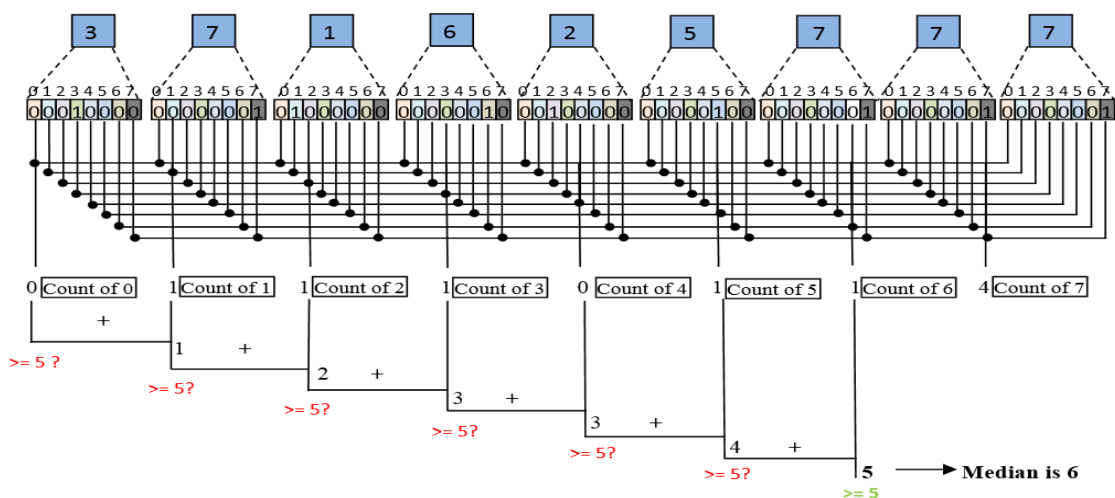 3 7 1 6 2 5 7 7 7
0 1 2 3 4 5 6 7 0 1 2 3 4 5 6 7 0 1 2 3 4 5 6 7 0 1 2 3 4 5 6 7 0 1 2 3 4 5 6 7 0 1 2 3 4 5 6 7 0 1 2 3 4 5 6 7 0 1 2 3 4 5 6 7 0 1 2 3 4 5 6 7
0 0 0 1 0 0 0 0 0 0 0 0 0 0 0 1 0 1 0 0 0 0 0 0 0 0 0 0 0 0 1 0 0 0 1 0 0 0 0 0 0 0 0 0 0 1 0 0 0 0 0 0 0 0 0 1 0 0 0 0 0 0 0 1 0 0 0 0 0 0 0 1
0 Count of 0 1 Count of 1 1 Count of 2 1 Count of 3 0 Count of 4 1 Count of 5 1 Count of 6 4 Count of 7
+
1 +
>= 5 ?
2 +
>= 5?
3 +
>= 5?
3 +
>= 5?
4 +
>= 5?
5 Median is 6
>= 5?
>= 5